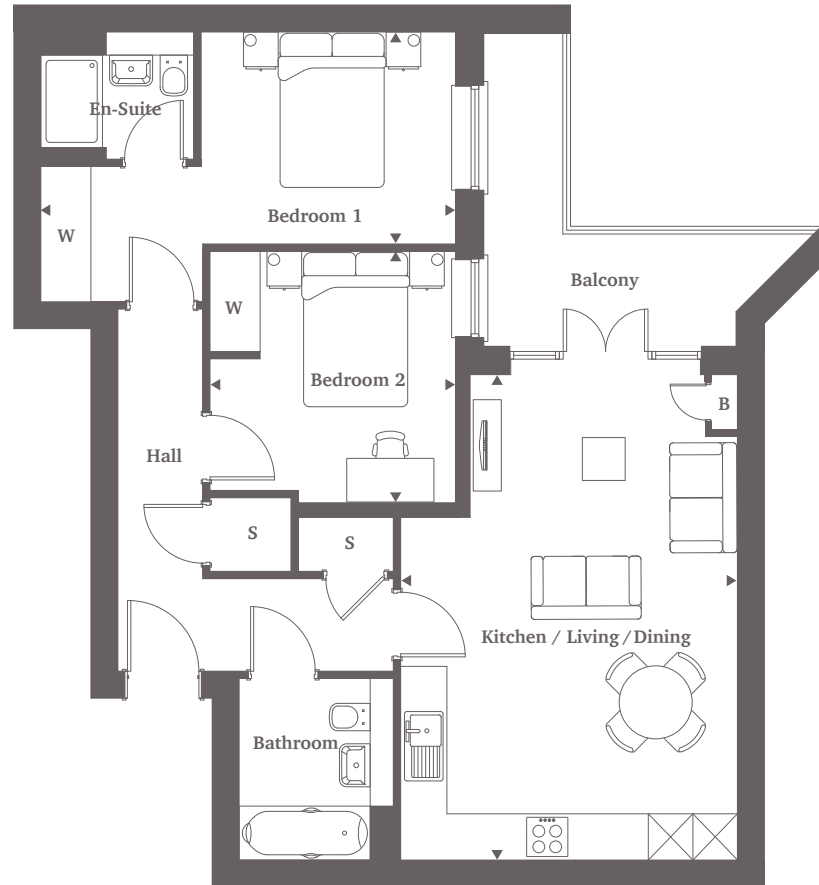 En-Suite
W
Bedroom 1
W
Balcony
Bedroom 2
B
Hall
S
S
Kitchen / Living / Dining
Bathroom